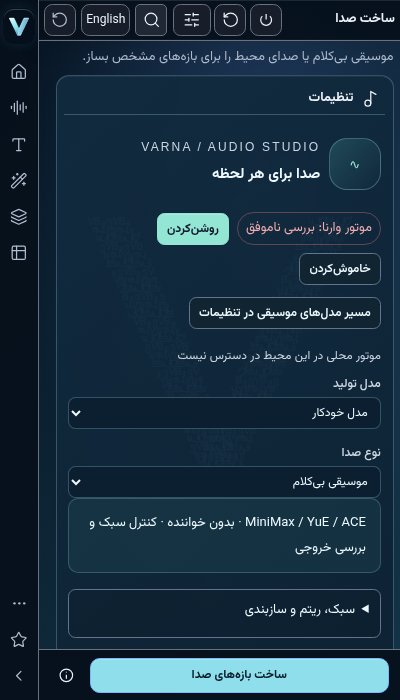 ساخت صدا
English
موسیقی بی‌کلام یا صدای محیط را برای بازه‌های مشخص بساز.
تنظیمات
VARNA / AUDIO STUDIO
صدا برای هر لحظه
موتور وارنا: بررسی ناموفق
روشن‌کردن
خاموش‌کردن
مسیر مدل‌های موسیقی در تنظیمات
موتور محلی در این محیط در دسترس نیست
مدل تولید
مدل خودکار
نوع صدا
موسیقی بی‌کلام
MiniMax / YuE / ACE · بدون خواننده · کنترل سبک و
بررسی خروجی
سبک، ریتم و سازبندی
ساخت بازه‌های صدا